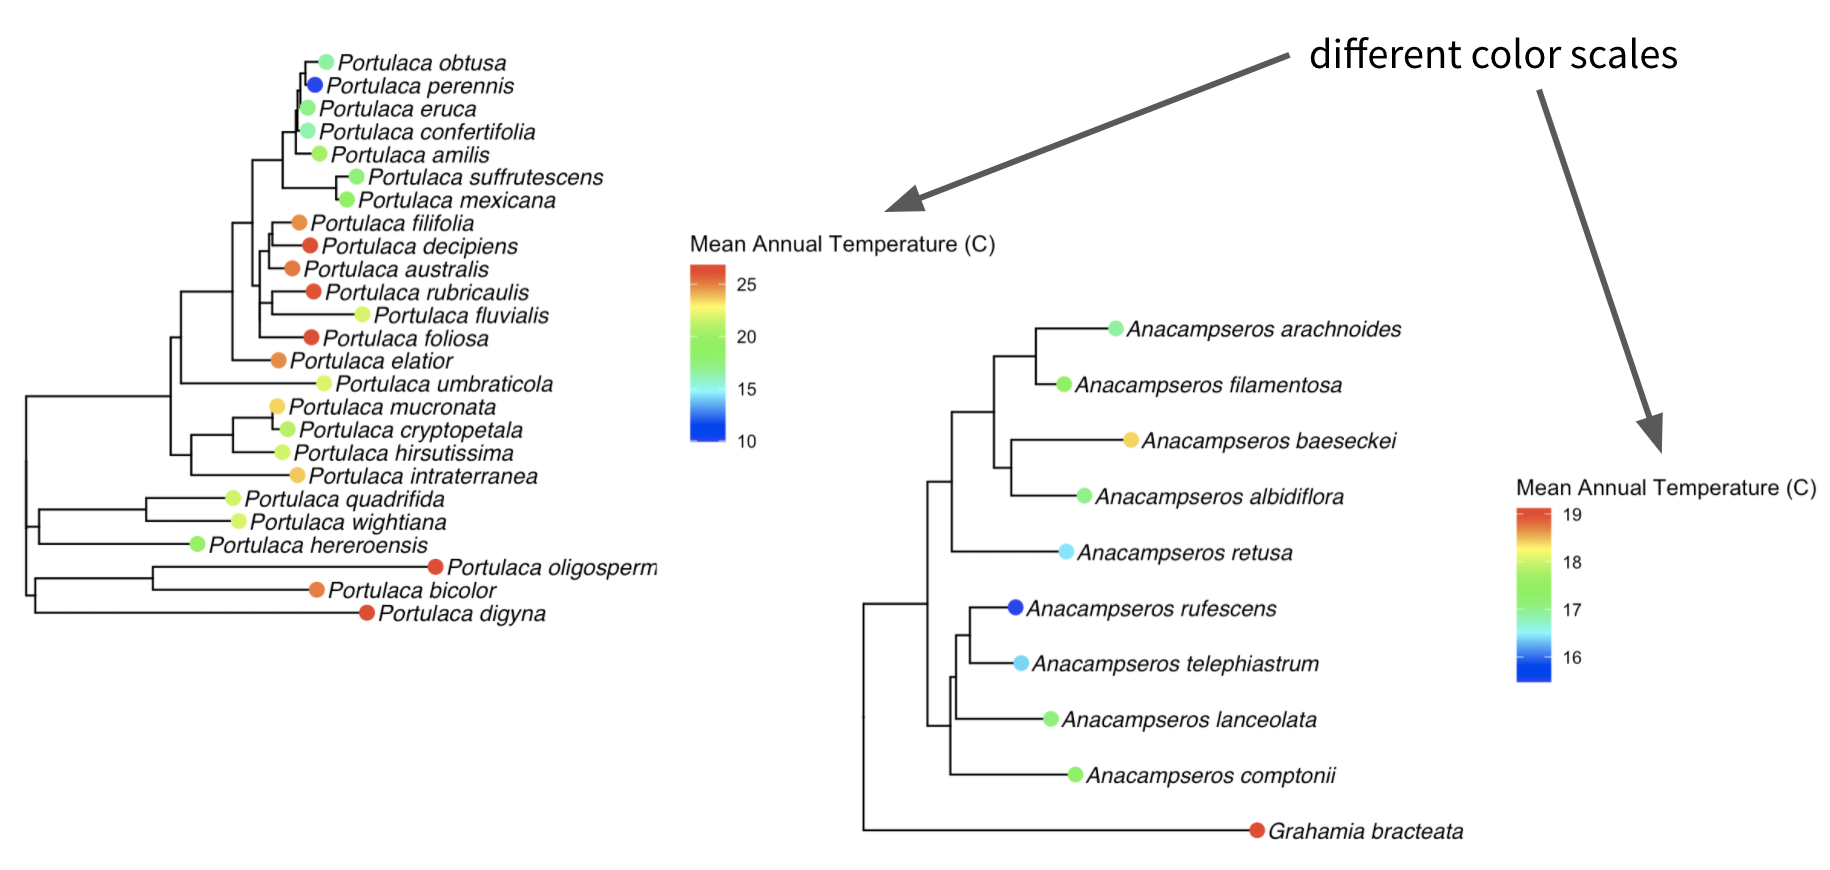 different color scales
Portulaca obtusa
Portulaca perennis
Portulaca eruca
Portulaca confertifolia
Portulaca amilis
Portulaca suffrutescens
Portulaca mexicana
Portulaca filifolia
Portulaca decipiens
Portulaca australis
Portulaca rubricaulis
Portulaca fluvialis
Portulaca foliosa
Portulaca elatior
Portulaca umbraticola
Portulaca mucronata
Portulaca cryptopetala
Portulaca hirsutissima
Portulaca intraterranea
Portulaca quadrifida
Portulaca wightiana
Portulaca hereroensis
Portulaca oligosperm
Portulaca bicolor
Portulaca digyna
Mean Annual Temperature (C)
25
20
15
10
Anacampseros arachnoides
Anacampseros filamentosa
Anacampseros baeseckei
Anacampseros albidiflora
Anacampseros retusa
Anacampseros rufescens
Anacampseros telephiastrum
Anacampseros lanceolata
Anacampseros comptonii
Grahamia bracteata
Mean Annual Temperature (C)
19
18
17
16